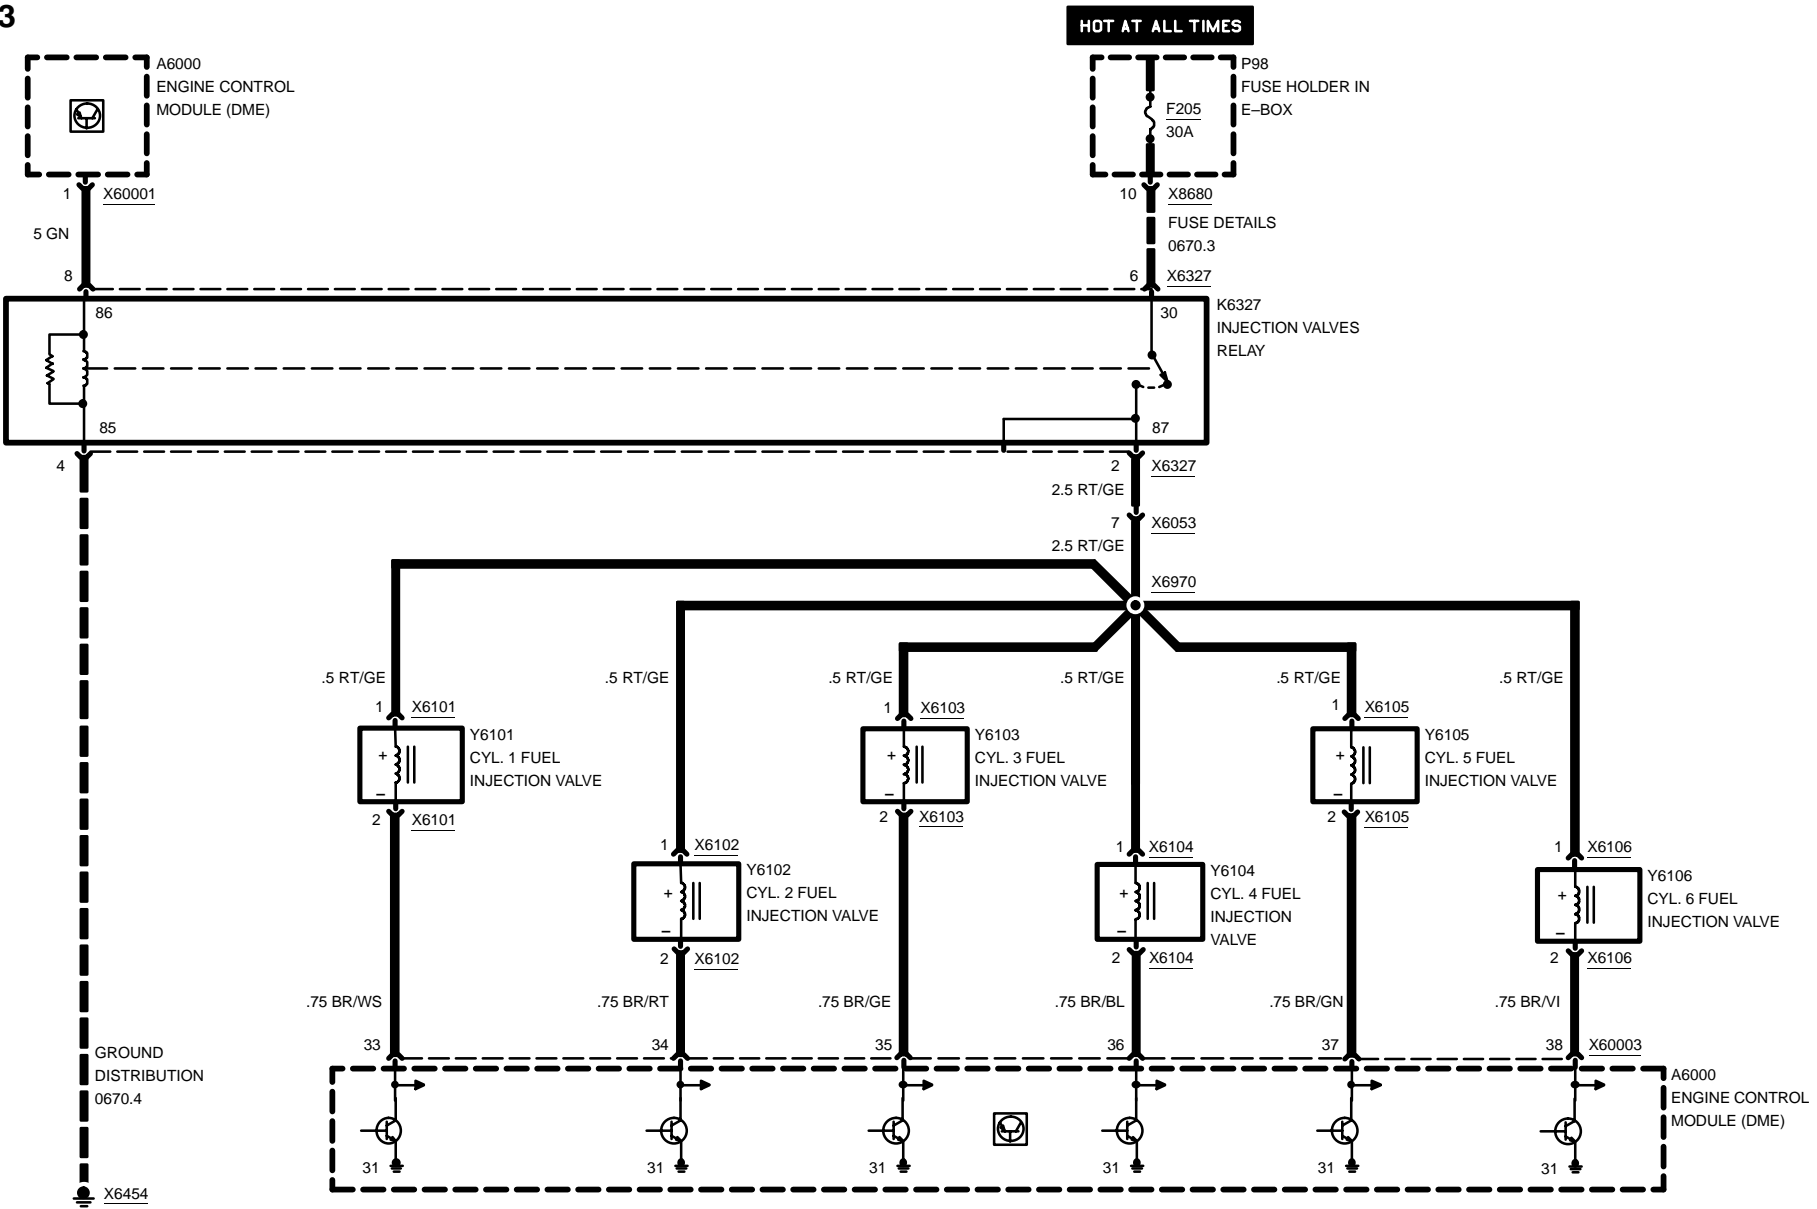 3
HOT AT ALL TIMES
A6000
ENGINE CONTROL
MODULE (DME)
P98
FUSE HOLDER IN
E–BOX
F205
30A
1 X60001
10 X8680
5 GN
FUSE DETAILS
0670.3
8
6 X6327
86
30
K6327
INJECTION VALVES
RELAY
85
87
4
2 X6327
2.5 RT/GE
7 X6053
2.5 RT/GE
X6970
.5 RT/GE
.5 RT/GE
.5 RT/GE
.5 RT/GE
.5 RT/GE
.5 RT/GE
1 X6101
1 X6103
1 X6105
+
–
Y6101
CYL. 1 FUEL
INJECTION VALVE
+
–
Y6103
CYL. 3 FUEL
INJECTION VALVE
+
–
Y6105
CYL. 5 FUEL
INJECTION VALVE
2 X6101
2 X6103
2 X6105
1 X6102
1 X6104
1 X6106
+
–
Y6102
CYL. 2 FUEL
INJECTION VALVE
+
–
Y6104
CYL. 4 FUEL
INJECTION
VALVE
+
–
Y6106
CYL. 6 FUEL
INJECTION VALVE
2 X6102
2 X6104
2 X6106
.75 BR/WS
.75 BR/RT
.75 BR/GE
.75 BR/BL
.75 BR/GN
.75 BR/VI
33
34
35
36
37
38 X60003
GROUND
DISTRIBUTION
0670.4
A6000
ENGINE CONTROL
MODULE (DME)
31
31
31
31
31
31
X6454